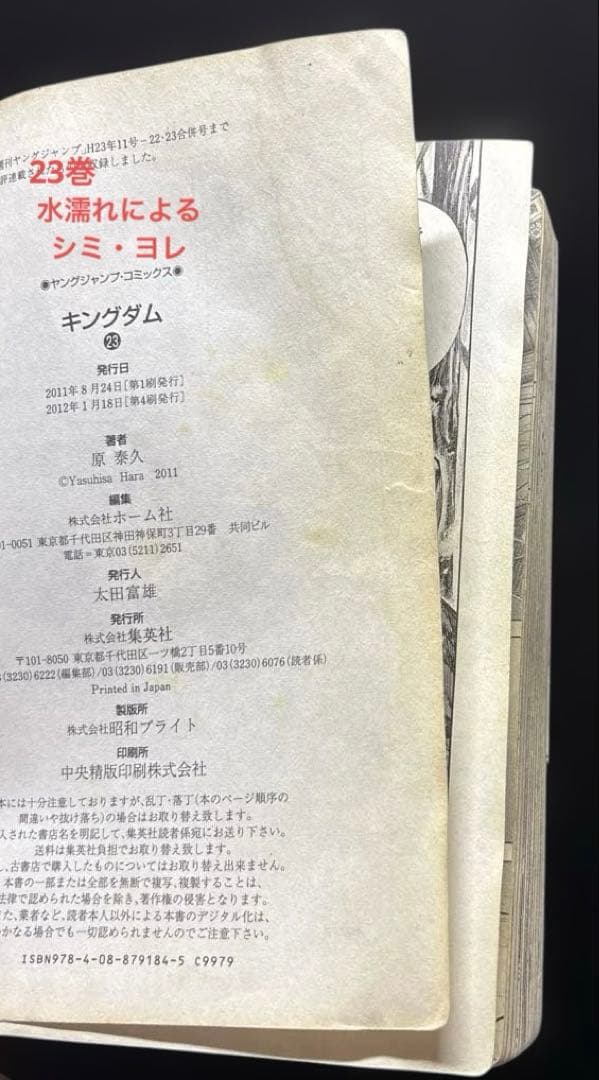 刊ヤングジャンプ」H23年11号-22・23合併号まで
収録しました。
23巻
水濡れによる
シミ・ヨレ
●ヤングジャンプ・コミックス●
キングダム
23
発行日
2011年8月24日[第1刷発行]
2012年1月18日[第4刷発行]
著者
原 泰久
©Yasuhisa Hara 2011
編集
株式会社ホーム社
01-0051 東京都千代田区神田神保町3丁目29番 共同ビル
電話=東京03(5211)2651
発行人
太田富雄
発行所
株式会社集英社
〒101-8050 東京都千代田区一ツ橋2丁目5番10号
(3230)6222(編集部)/03(3230)6191(販売部)/03(3230)6076(読者係)
Printed in Japan
製版所
株式会社昭和ブライト
印刷所
中央精版印刷株式会社
本には十分注意しておりますが、乱丁・落丁(本のページ順序の
間違いや抜け落ち)の場合はお取り替え致します。
入された書店名を明記して、集英社読者係宛にお送り下さい。
送料は集英社負担でお取り替え致します。
し、古書店で購入したものについてはお取り替え出来ません。
本書の一部または全部を無断で複写、複製することは、
法律で認められた場合を除き、著作権の侵害となります。
た、業者など、読者本人以外による本書のデジタル化は、
かなる場合でも一切認められませんのでご注意下さい。
ISBN978-4-08-879184-5 C9979